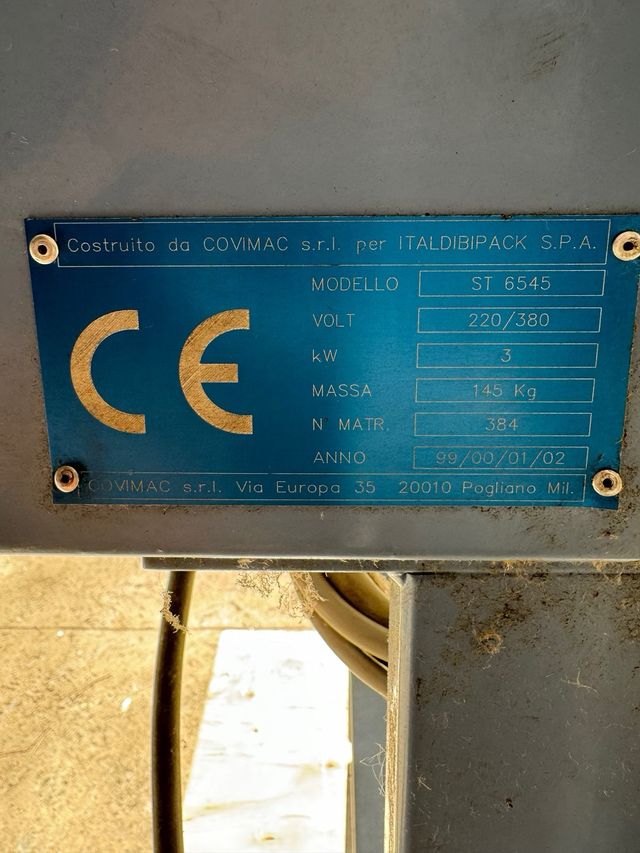 Costruito da COVIMAC s.r.l. per ITALDIBIPACK S.P.A.
CE
MODELLO ST 6545
VOLT 220/380
kW 3
MASSA 145 Kg
N° MATR. 384
ANNO 99/00/01/02
COVIMAC s.r.l. Via Europa 35 20010 Pogliano Mil.